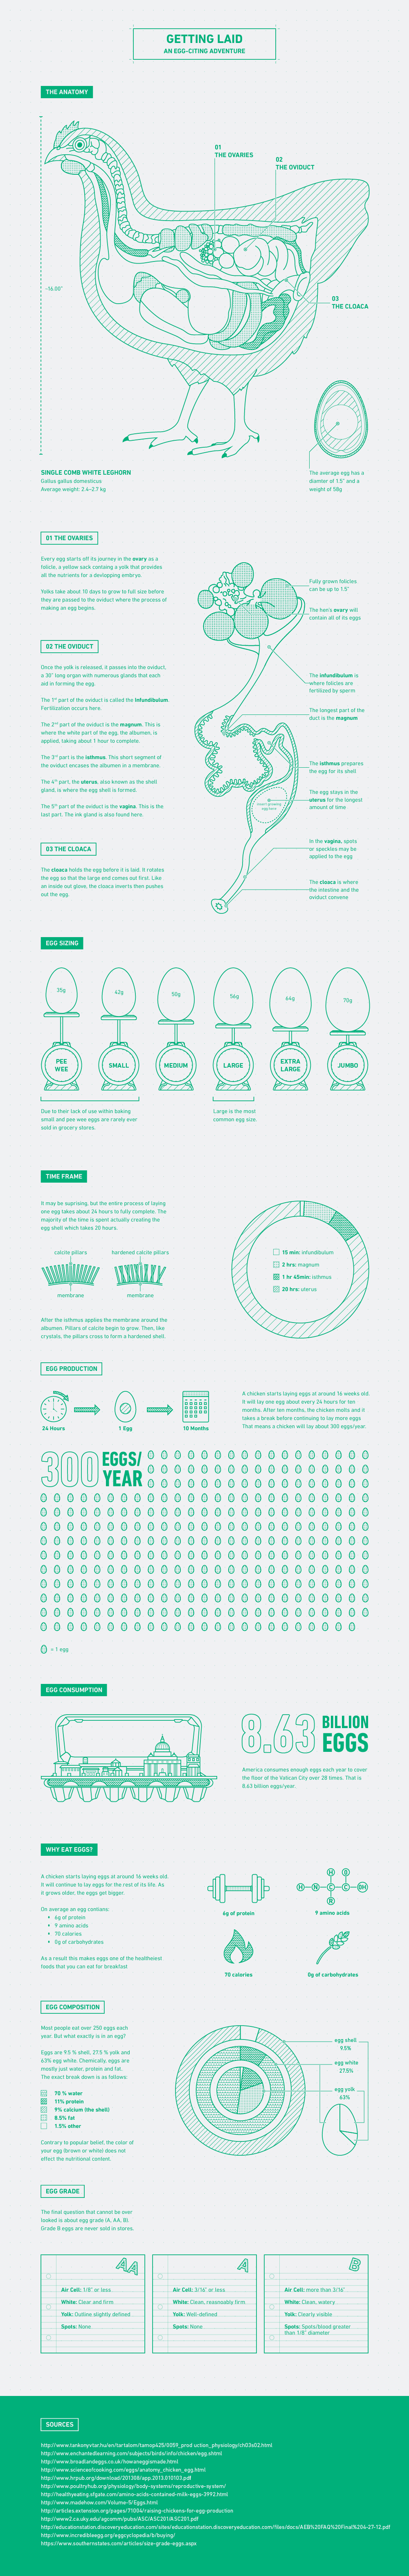 GETTING LAID
AN EGG-CITING ADVENTURE
THE ANATOMY
01
THE OVARIES
02
THE OVIDUCT
~16.00"
03
THE CLOACA
SINGLE COMB WHITE LEGHORN
Gallus gallus domesticus
Average weight: 2.4–2.7 kg
The average egg has a
diamter of 1.5" and a
weight of 58g
01 THE OVARIES
Every egg starts off its journey in the ovary as a
folicle, a yellow sack containg a yolk that provides
all the nutrients for a devlopping embryo.
Yolks take about 10 days to grow to full size before
they are passed to the oviduct where the process of
making an egg begins.
02 THE OVIDUCT
Once the yolk is released, it passes into the oviduct,
a 30" long organ with numerous glands that each
aid in forming the egg.
The 1st part of the oviduct is called the Infundibulum.
Fertilization occurs here.
The 2nd part of the oviduct is the magnum. This is
where the white part of the egg, the albumen, is
applied, taking about 1 hour to complete.
The 3rd part is the isthmus. This short segment of
the oviduct encases the albumen in a membrane.
The 4th part, the uterus, also known as the shell
gland, is where the egg shell is formed.
The 5th part of the oviduct is the vagina. This is the
last part. The ink gland is also found here.
03 THE CLOACA
The cloaca holds the egg before it is laid. It rotates
the egg so that the large end comes out first. Like
an inside out glove, the cloaca inverts then pushes
out the egg.
Fully grown folicles
can be up to 1.5"
The hen's ovary will
contain all of its eggs
The infundibulum is
where folicles are
fertilized by sperm
The longest part of the
duct is the magnum
The Isthmus prepares
the egg for its shell
The egg stays in the
uterus for the longest
amount of time
insert growing
egg here
In the vagina, spots
or speckles may be
applied to the egg
The cloaca is where
the intestine and the
oviduct convene
EGG SIZING
35g
42g
50g
56g
64g
70g
PEE
WEE
SMALL
MEDIUM
LARGE
EXTRA
LARGE
JUMBO
Due to their lack of use within baking
small and pee wee eggs are rarely ever
sold in grocery stores.
Large is the most
common egg size.
TIME FRAME
It may be suprising, but the entire process of laying
one egg takes about 24 hours to fully complete. The
majority of the time is spent actually creating the
egg shell which takes 20 hours.
calcite pillars
hardened calcite pillars
membrane
membrane
After the isthmus applies the membrane around the
albumen. Pillars of calcite begin to grow. Then, like
crystals, the pillars cross to form a hardened shell.
15 min: infundibulum
2 hrs: magnum
1 hr 45min: isthmus
20 hrs: uterus
EGG PRODUCTION
24 Hours
1 Egg
10 Months
A chicken starts laying eggs at around 16 weeks old.
It will lay one egg about every 24 hours for ten
months. After ten months, the chicken molts and it
takes a break before continuing to lay more eggs
That means a chicken will lay about 300 eggs/year.
300 EGGS/
YEAR
= 1 egg
EGG CONSUMPTION
8.63 BILLION
EGGS
America consumes enough eggs each year to cover
the floor of the Vatican City over 28 times. That is
8.63 billion eggs/year.
WHY EAT EGGS?
A chicken starts laying eggs at around 16 weeks old.
It will continue to lay eggs for the rest of its life. As
it grows older, the eggs get bigger.
On average an egg contians:
• 6g of protein
• 9 amino acids
• 70 calories
• 0g of carbohydrates
As a result this makes eggs one of the healthiest
foods that you can eat for breakfast
6g of protein
9 amino acids
70 calories
0g of carbohydrates
EGG COMPOSITION
Most people eat over 250 eggs each
year. But what exactly is in an egg?
Eggs are 9.5 % shell, 27.5 % yolk and
63% egg white. Chemically, eggs are
mostly just water, protein and fat.
The exact break down is as follows:
70 % water
11% protein
9% calcium (the shell)
8.5% fat
1.5% other
Contrary to popular belief, the color of
your egg (brown or white) does not
effect the nutritional content.
egg shell
9.5%
egg white
27.5%
egg yolk
63%
EGG GRADE
The final question that cannot be over
looked is about egg grade (A, AA, B).
Grade B eggs are never sold in stores.
AA
Air Cell: 1/8" or less
White: Clear and firm
Yolk: Outline slightly defined
Spots: None
A
Air Cell: 3/16" or less
White: Clean, reasonably firm
Yolk: Well-defined
Spots: None
B
Air Cell: more than 3/16"
White: Clean, watery
Yolk: Clearly visible
Spots: Spots/blood greater
than 1/8" diameter
SOURCES
http://www.tankonyvtar.hu/en/tartalom/tamop425/0059_prod uction_physiology/ch03s02.html
http://www.enchantedlearning.com/subjects/birds/info/chicken/egg.shtml
http://www.broadlandeggs.co.uk/howaneggismade.html
http://www.scienceofcooking.com/eggs/anatomy_chicken_egg.html
http://www.hrpub.org/download/201308/app.2013.010103.pdf
http://www.poultryhub.org/physiology/body-systems/reproductive-system/
http://healthyeating.sfgate.com/amino-acids-contained-milk-eggs-3992.html
http://www.madehow.com/Volume-5/Eggs.html
http://articles.extension.org/pages/71004/raising-chickens-for-egg-production
http://www2.ca.uky.edu/agcomm/pubs/ASC/ASC201/ASC201.pdf
http://www.incredibleegg.org/eggcyclopedia/b/buying/
https://www.southernstates.com/articles/size-grade-eggs.aspx